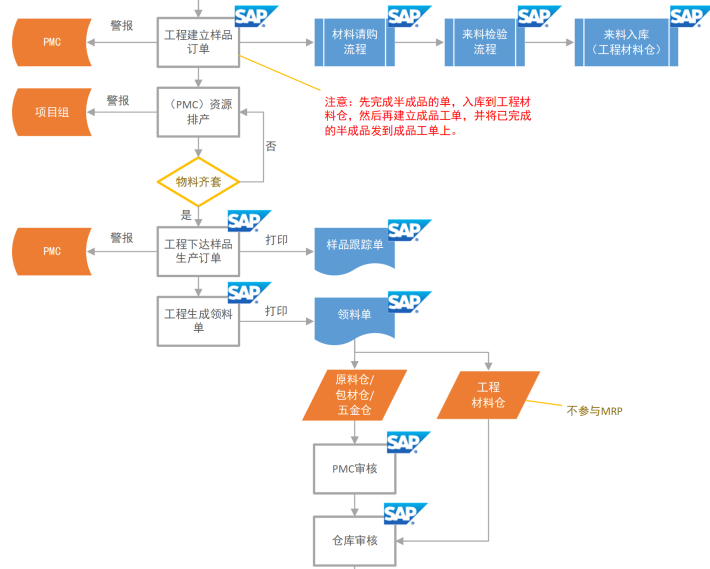 SAP
SAP
SAP
SAP
PMC
警报
工程建立样品
订单
材料请购
流程
来料检验
流程
来料入库
（工程材料仓）
注意：先完成半成品的单，入库到工程材
料仓，然后再建立成品工单，并将已完成
的半成品发到成品工单上。
项目组
警报
（PMC）资源
排产
否
物料齐套
是
SAP
SAP
PMC
警报
工程下达样品
生产订单
打印
样品跟踪单
SAP
SAP
工程生成领料
单
打印
领料单
原料仓/
包材仓/
五金仓
工程
材料仓
不参与MRP
SAP
PMC审核
SAP
仓库审核